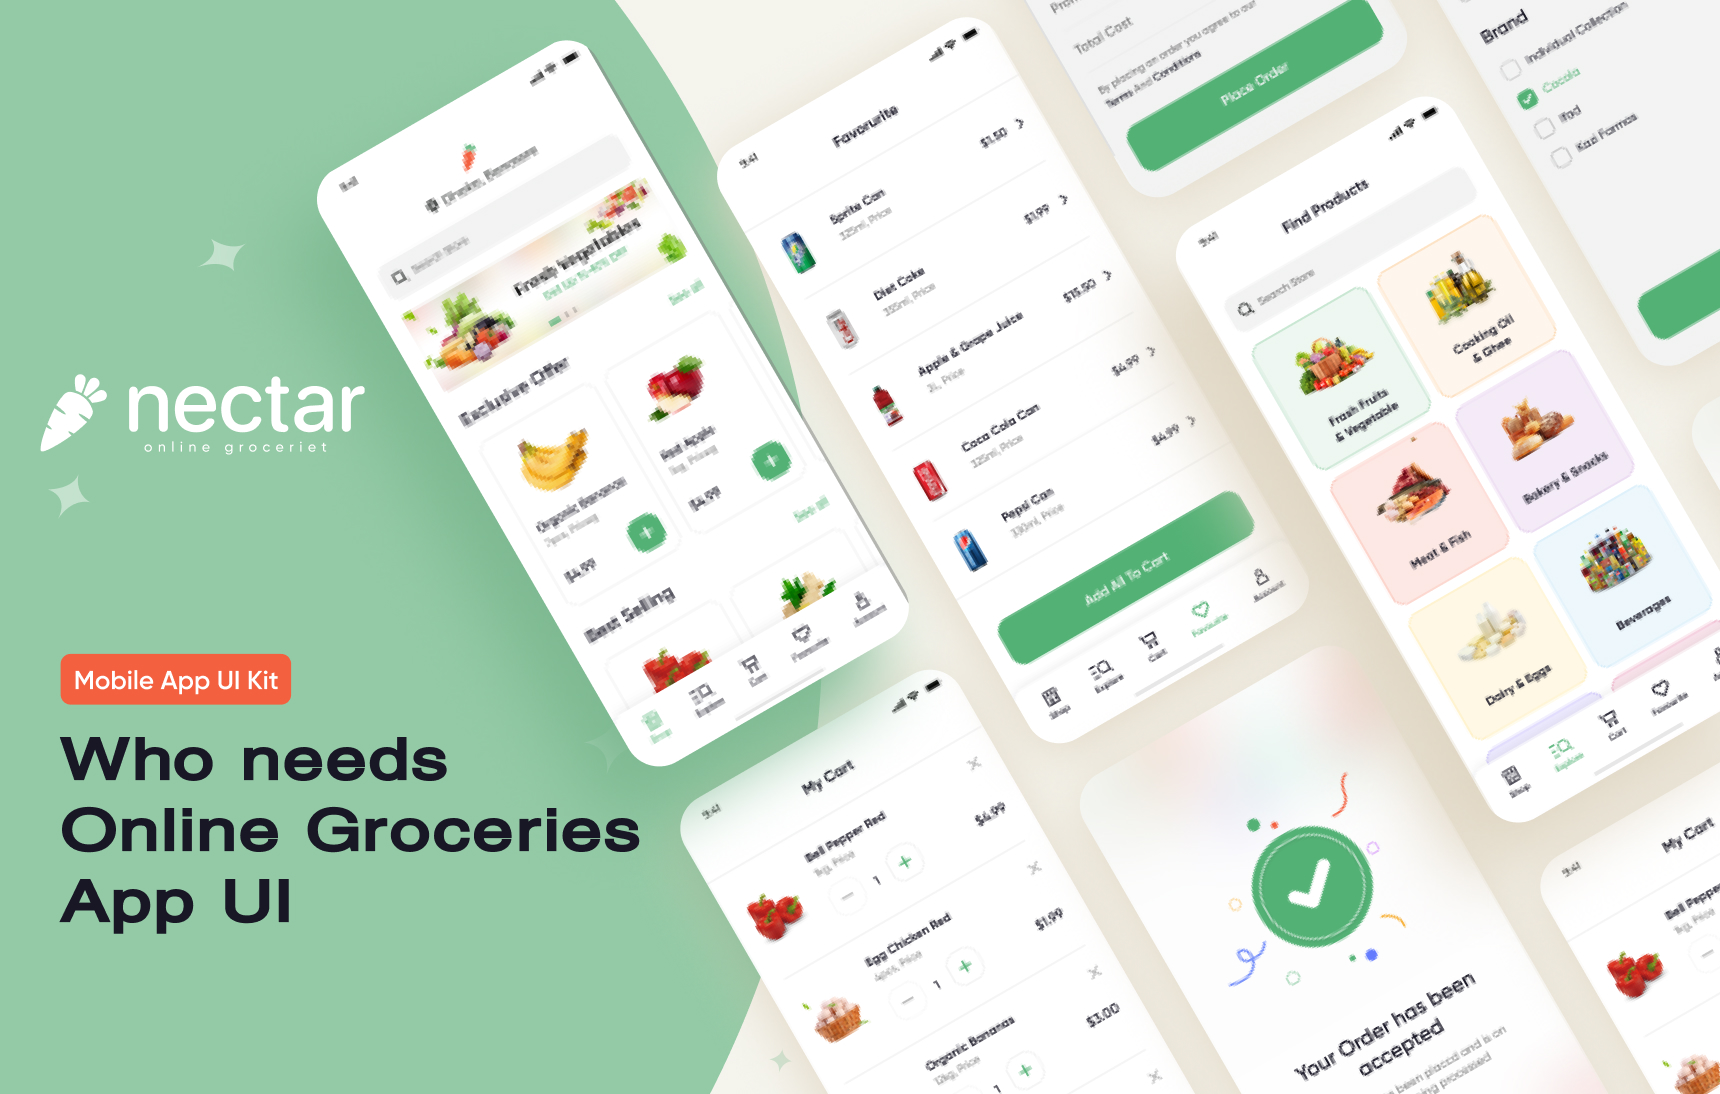 nectar
online groceriet
Mobile App UI Kit
Who needs
Online Groceries
App UI
Dhaka, Banassre
Search Store
Fresh Vegetables
Get Up To 40% OFF
Exclusive Offer
See all
Organic Bananas
7pcs, Priceg
$4.99
Red Apple
1kg, Priceg
$4.99
Best Selling
See all
Shop
Explore
Cart
Favourite
Account
9:41
Favorurite
Sprite Can
325ml, Price
$1.50
Diet Coke
355ml, Price
$1.99
Apple & Grape Juice
2L, Price
$15.50
Coca Cola Can
325ml, Price
$4.99
Pepsi Can
330ml, Price
$4.99
Add All To Cart
Shop
Explore
Cart
Favourite
Account
Total Cost
By placing an order you agree to our
Terms And Conditions
Place Order
Brand
Individual Collection
Cocola
Ifad
Kazi Farmas
9:41
Find Products
Search Store
Frash Fruits
& Vegetable
Cooking Oil
& Ghee
Meat & Fish
Bakery & Snacks
Dairy & Eggs
Beverages
Shop
Explore
Cart
Favourite
9:41
My Cart
Bell Pepper Red
1kg, Price
1
$4.99
Egg Chicken Red
4pcs, Price
1
$1.99
Organic Bananas
12kg, Price
1
$3.00
Your Order has been
accepted
been placed and is on
processed
9:41
My Cart
Bell Peppe
1kg, Price